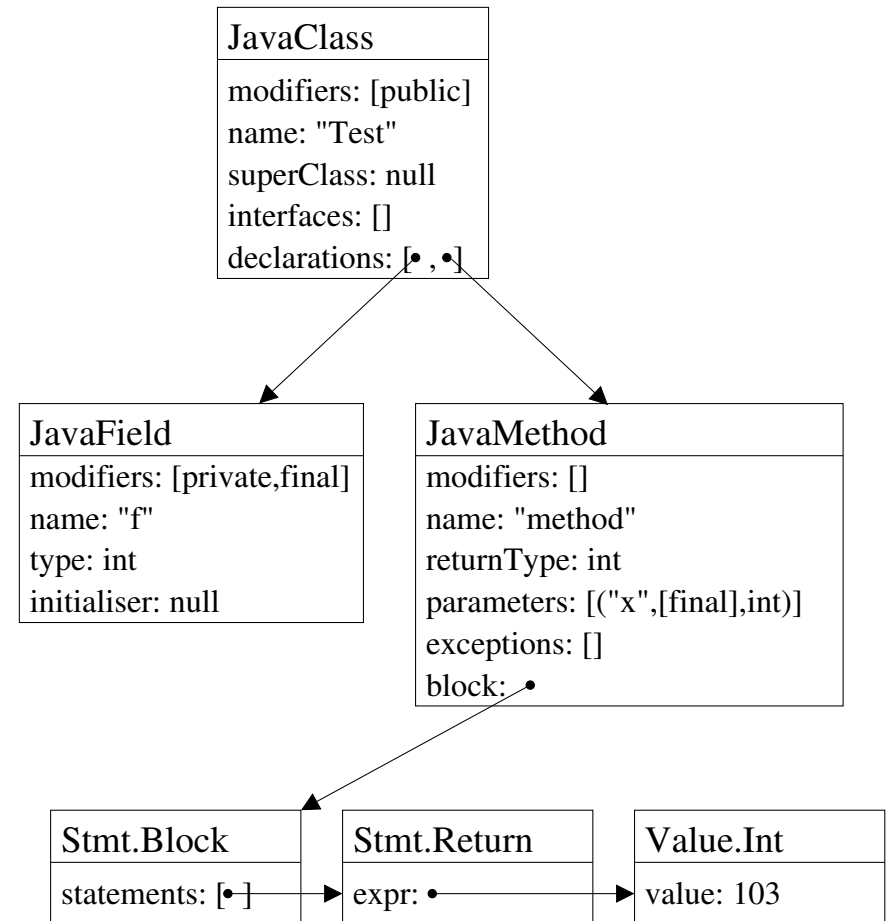 JavaClass
modifiers: [public]
name: "Test"
superClass: null
interfaces: []
declarations: [• ,•]
JavaField
modifiers: [private,final]
name: "f"
type: int
initialiser: null
JavaMethod
modifiers: []
name: "method"
returnType: int
parameters: [("x",[final],int)]
exceptions: []
block: •
Stmt.Block
statements: [• ]
Stmt.Return
expr: •
Value.Int
value: 103